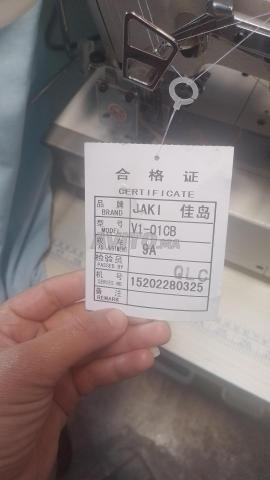 合格证
CERTIFICATE
品牌 BRAND JAKI 佳岛
型号 MODEL V1-01CB
9A
检验员 PASSED BY QLC
机号 SERIES NO 15202280325
备注 REMARK